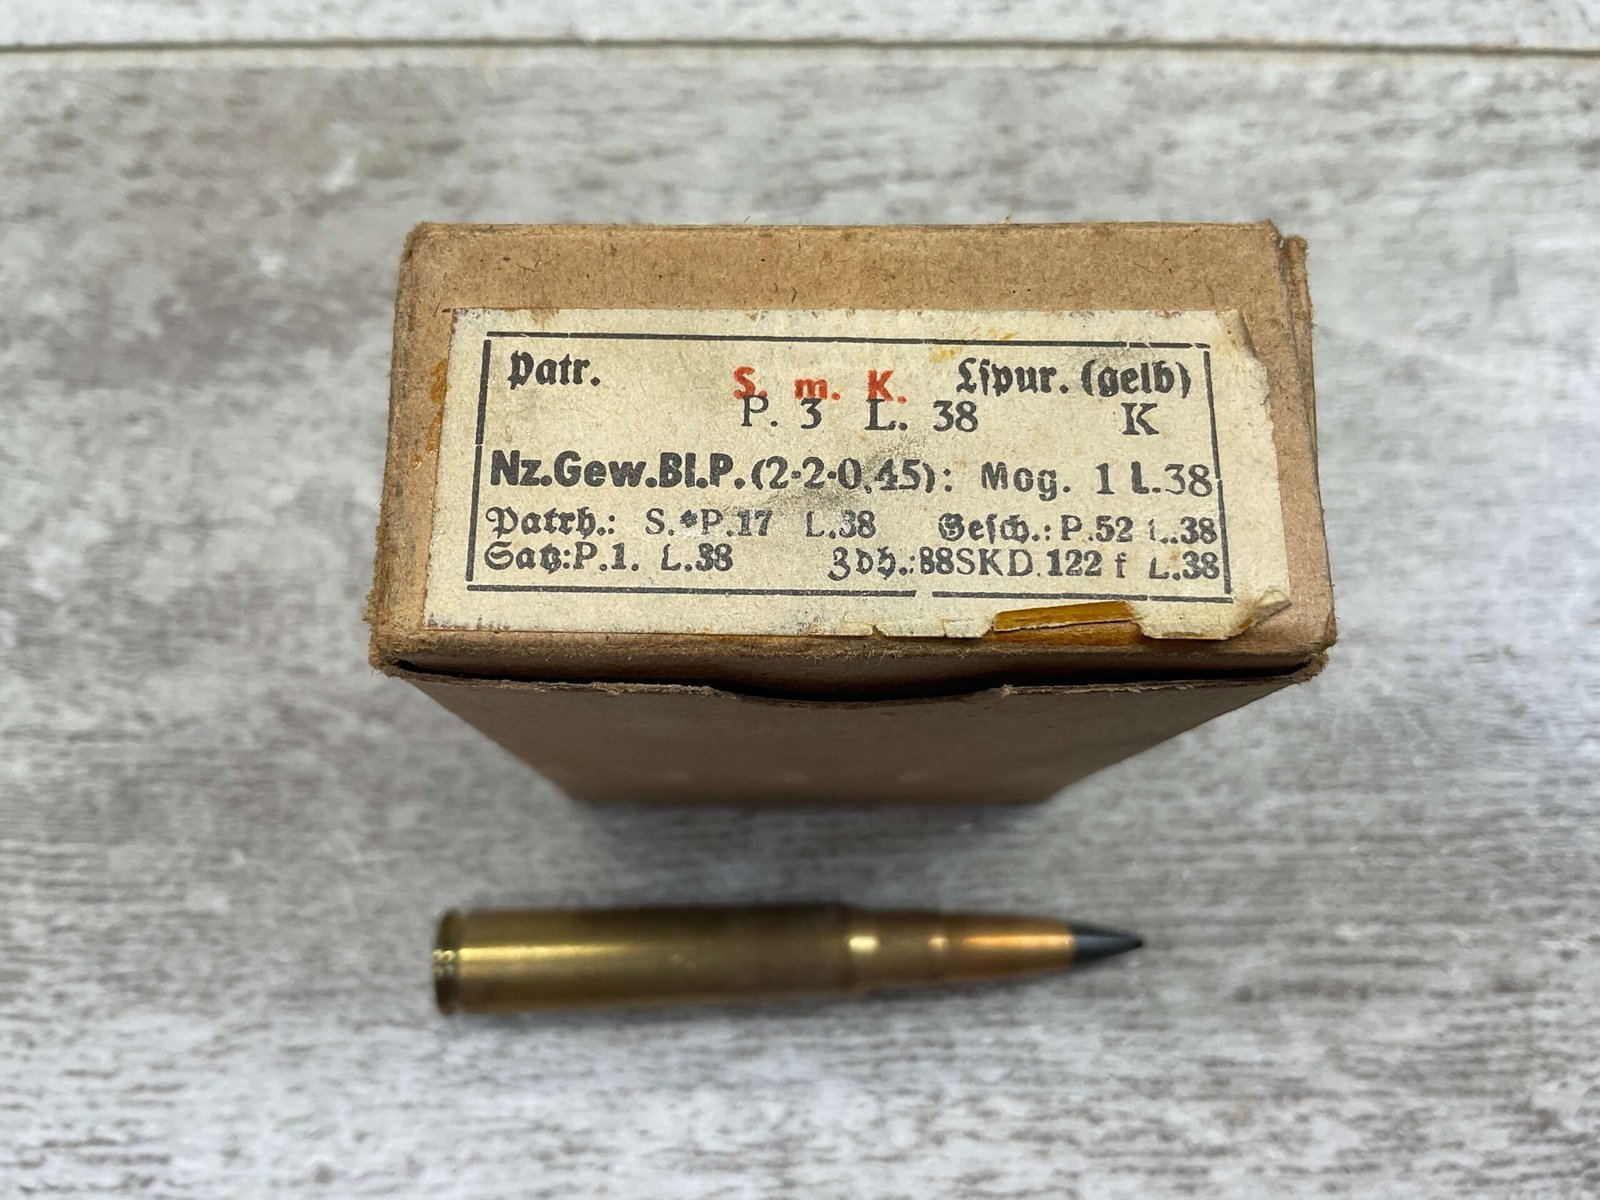 Patr. S. m. K. Lſpur. (gelb)
P. 3 L. 38 K
Nz.Gew.Bl.P. (2·2·0,45): Mog. 1 L.38
Patrh.: S.*P.17 L.38 Geſch.: P.52 L.38
Satz:P.1. L.38 Zdh.:88SKD.122 f L.38